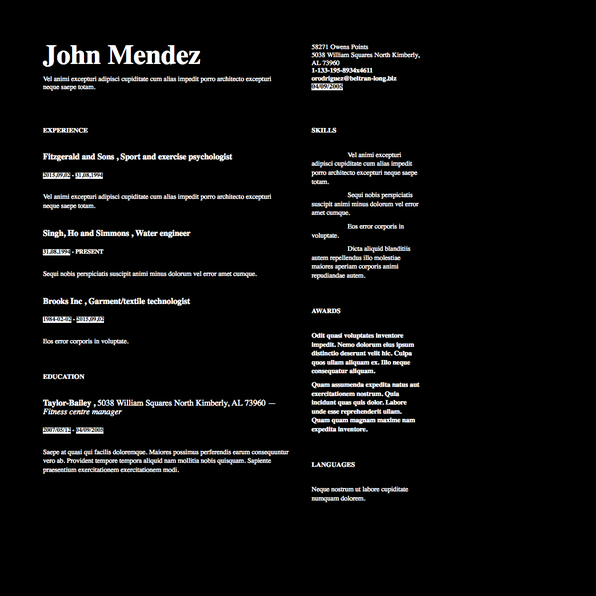 John Mendez
Vel animi excepturi adipisci cupiditate cum alias impedit porro architecto excepturi
neque saepe totam.
58271 Owens Points
5038 William Squares North Kimberly,
AL 73960
1-133-195-8934x4611
orodriguez@beltran-long.biz
04/09/2005
EXPERIENCE
Fitzgerald and Sons , Sport and exercise psychologist
2015.09.02 - 31.08.1994
Vel animi excepturi adipisci cupiditate cum alias impedit porro architecto excepturi
neque saepe totam.
Singh, Ho and Simmons , Water engineer
31.08.1994 - PRESENT
Sequi nobis perspiciatis suscipit animi minus dolorum vel error amet cumque.
Brooks Inc , Garment/textile technologist
1984-02-02 - 2015.09.02
Eos error corporis in voluptate.
EDUCATION
Taylor-Bailey , 5038 William Squares North Kimberly, AL 73960 —
Fitness centre manager
2007/05/12 - 04/09/2005
Saepe at quasi qui facilis doloremque. Maiores possimus perferendis earum consequuntur
vero ab. Provident tempore tempora aliquid nam mollitia nobis quisquam. Sapiente
praesentium exercitationem exercitationem modi.
SKILLS
Vel animi excepturi
adipisci cupiditate cum alias impedit
porro architecto excepturi neque saepe
totam.
Sequi nobis perspiciatis
suscipit animi minus dolorum vel error
amet cumque.
Eos error corporis in
voluptate.
Dicta aliquid blanditiis
autem repellendus illo molestiae
maiores aperiam corporis animi
repudiandae autem.
AWARDS
Odit quasi voluptates inventore
impedit. Nemo dolorum eius ipsum
distinctio deserunt velit hic. Culpa
quos ullam aliquam ex. Illo neque
consequatur aliquam.
Quam assumenda expedita natus aut
exercitationem nostrum. Quia
incidunt quas quis dolor. Labore
unde esse reprehenderit ullam.
Quam quam magnam maxime nam
expedita inventore.
LANGUAGES
Neque nostrum ut labore cupiditate
numquam dolorem.